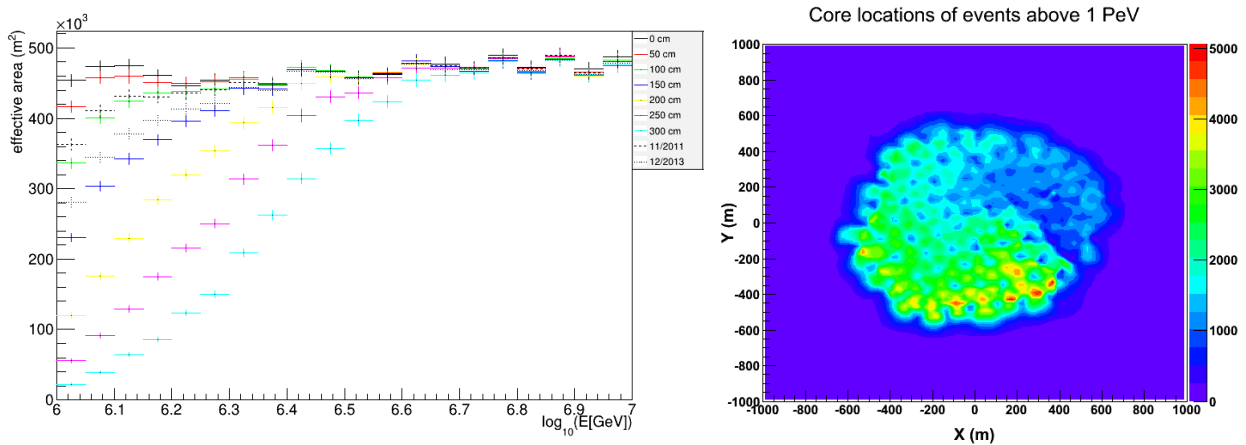 ×10³
effective area (m²)
500
400
300
200
100
0
6 6.1 6.2 6.3 6.4 6.5 6.6 6.7 6.8 6.9 7
log₁₀(E[GeV])
0 cm
50 cm
100 cm
150 cm
200 cm
250 cm
300 cm
11/2011
12/2013
Core locations of events above 1 PeV
Y (m)
1000
800
600
400
200
0
-200
-400
-600
-800
-1000
-1000 -800 -600 -400 -200 0 200 400 600 800 1000
X (m)
5000
4000
3000
2000
1000
0